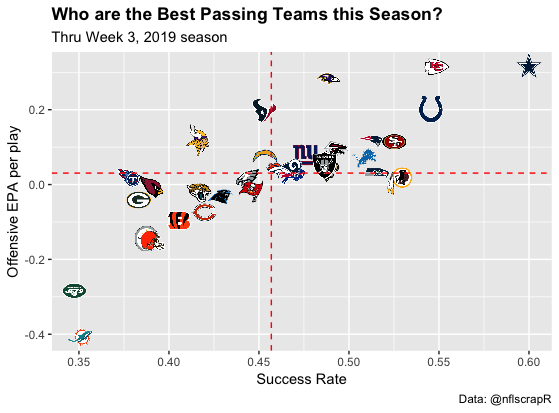 Who are the Best Passing Teams this Season?
Thru Week 3, 2019 season
Offensive EPA per play
0.2
0.0
-0.2
-0.4
0.35
0.40
0.45
0.50
0.55
0.60
Success Rate
Data: @nflscrapR